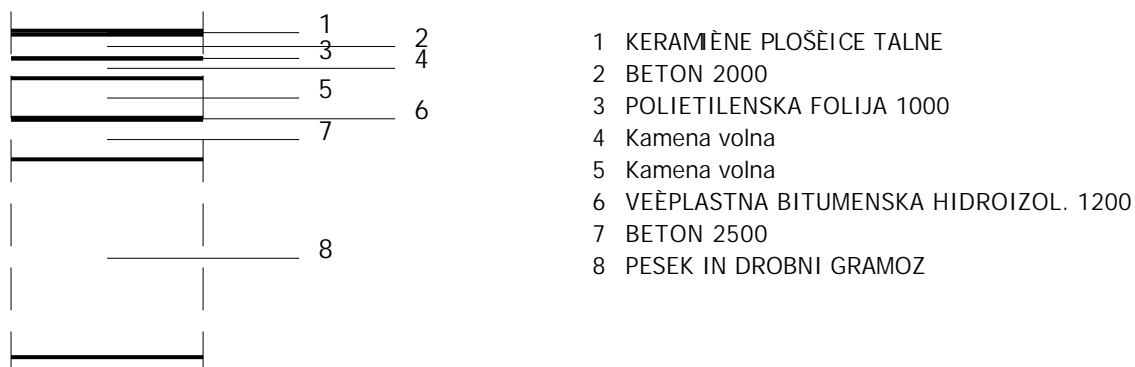 1
2
3
4
5
6
7
8
1 KERAMIÈNE PLOŠÈICE TALNE
2 BETON 2000
3 POLIETILENSKA FOLIJA 1000
4 Kamena volna
5 Kamena volna
6 VEÈPLASTNA BITUMENSKA HIDROIZOL. 1200
7 BETON 2500
8 PESEK IN DROBNI GRAMOZ